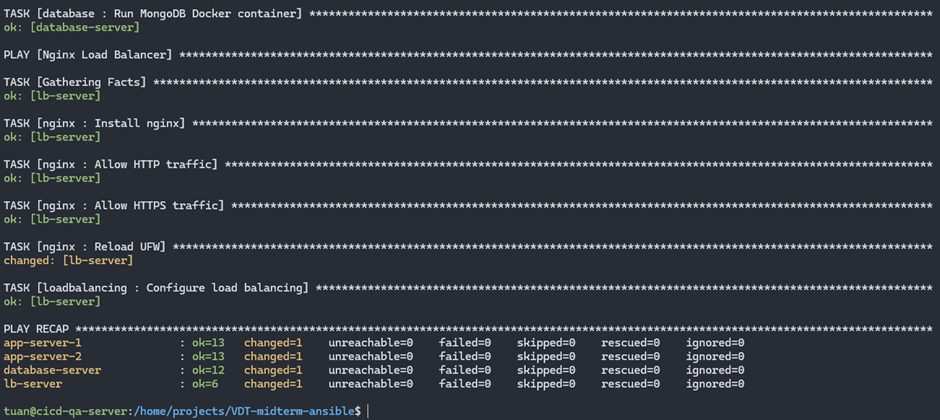 TASK [database : Run MongoDB Docker container] ************************************************************************************************
ok: [database-server]
PLAY [Nginx Load Balancer] ********************************************************************************************************************
TASK [Gathering Facts] ************************************************************************************************************************
ok: [lb-server]
TASK [nginx : Install nginx] ******************************************************************************************************************
ok: [lb-server]
TASK [nginx : Allow HTTP traffic] *************************************************************************************************************
ok: [lb-server]
TASK [nginx : Allow HTTPS traffic] ************************************************************************************************************
ok: [lb-server]
TASK [nginx : Reload UFW] *********************************************************************************************************************
changed: [lb-server]
TASK [loadbalancing : Configure load balancing] ***********************************************************************************************
ok: [lb-server]
PLAY RECAP ************************************************************************************************************************************
app-server-1               : ok=13   changed=1    unreachable=0    failed=0    skipped=0    rescued=0    ignored=0
app-server-2               : ok=13   changed=1    unreachable=0    failed=0    skipped=0    rescued=0    ignored=0
database-server            : ok=12   changed=1    unreachable=0    failed=0    skipped=0    rescued=0    ignored=0
lb-server                  : ok=6    changed=1    unreachable=0    failed=0    skipped=0    rescued=0    ignored=0
tuan@cicd-qa-server:/home/projects/VDT-midterm-ansible$